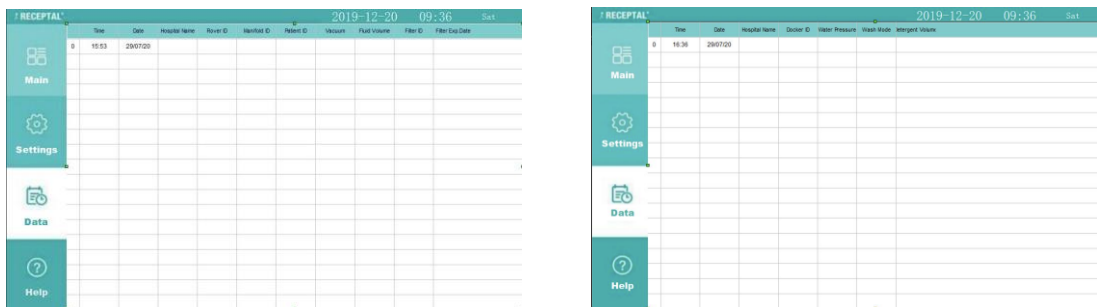 RECEPTAL 2019-12-20 09:36 Sat
Time Date Hospital Name Rover ID Manifold ID Patient ID Vacuum Fluid Volume Filter ID Filter Exp Date
0 15:53 29/07/20
Main
Settings
Data
Help
RECEPTAL 2019-12-20 09:36 Sat
Time Date Hospital Name Docker ID Water Pressure Wash Mode Intergent Volume
0 16:36 29/07/20
Main
Settings
Data
Help